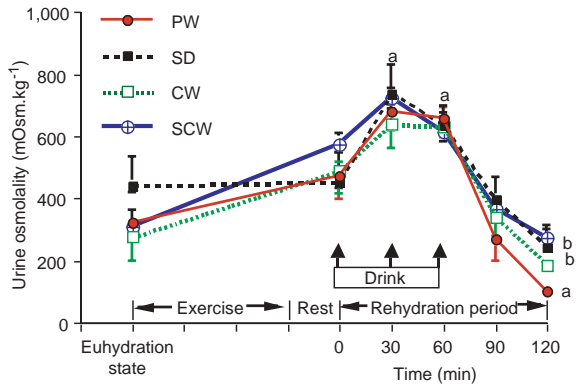 Urine osmolality (mOsm.kg-1)
1,000
800
600
400
200
0
PW
SD
CW
SCW
a
a
b
b
a
Drink
Exercise
Rest
Rehydration period
Euhydration
state
0
30
60
90
120
Time (min)